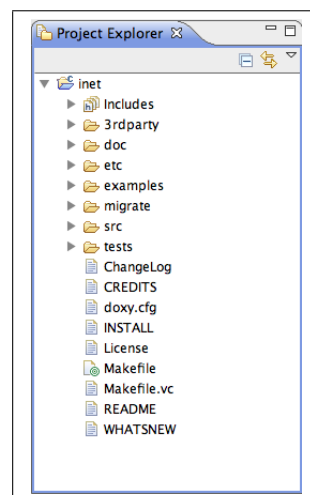 Project Explorer
inet
Includes
3rdparty
doc
etc
examples
migrate
src
tests
ChangeLog
CREDITS
doxy.cfg
INSTALL
License
Makefile
Makefile.vc
README
WHATSNEW